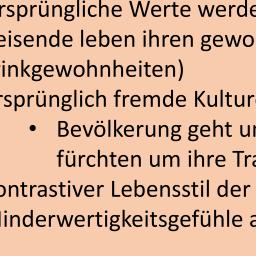 rsprüngliche Werte werde
eisende leben ihren gewo
inkgewohnheiten)
rsprünglich fremde Kultur
• Bevölkerung geht u
fürchten um ihre Tra
ontrastiver Lebensstil der
Minderwertigkeitsgefühle a